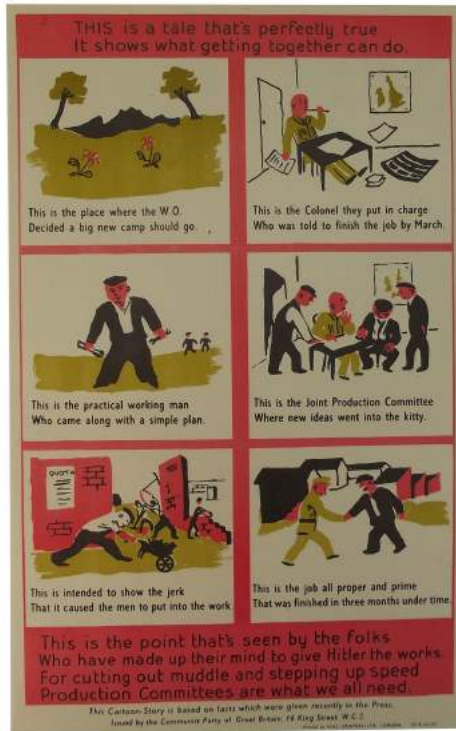 THIS is a tale that's perfectly true
It shows what getting together can do.
This is the place where the W.O.
Decided a big new camp should go.
This is the Colonel they put in charge
Who was told to finish the job by March.
This is the practical working man
Who came along with a simple plan.
This is the Joint Production Committee
Where new ideas went into the kitty.
QUOTA
This is intended to show the jerk
That it caused the men to put into the work.
This is the job all proper and prime
That was finished in three months under time.
This is the point that's seen by the folks
Who have made up their mind to give Hitler the works.
For cutting out muddle and stepping up speed
Production Committees are what we all need.
This Cartoon-Story is based on facts which were given recently in the Press.
Issued by the Communist Party of Great Britain, 16 King Street W.C.2.